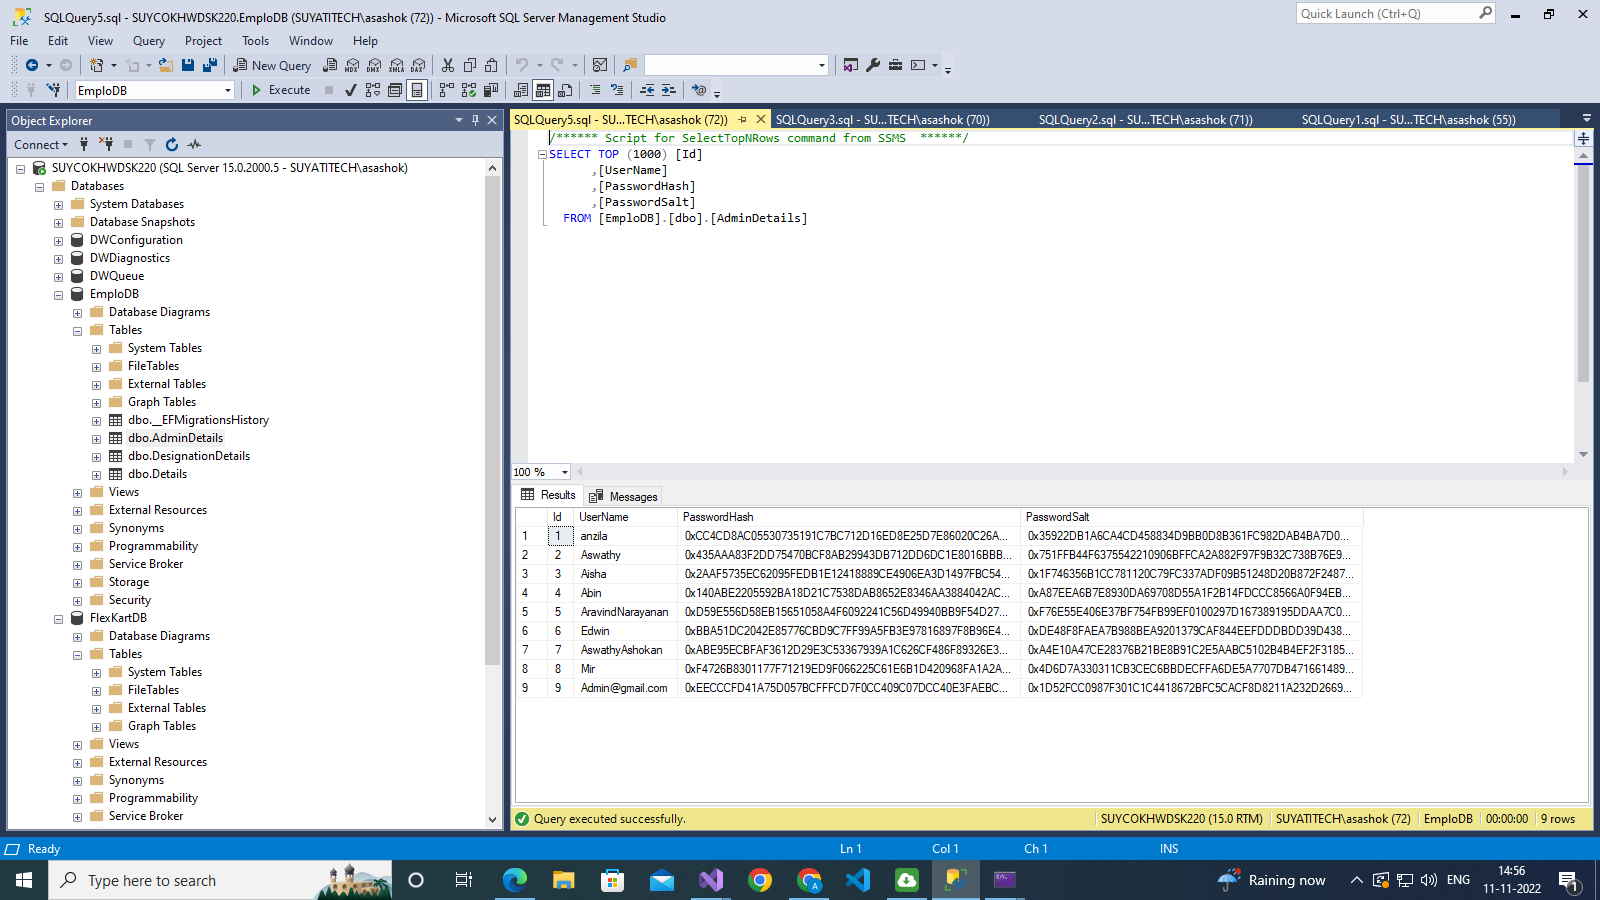 SQLQuery5.sql - SUYCOKHWDSK220.EmploDB (SUYATITECH\asashok (72)) - Microsoft SQL Server Management Studio
Quick Launch (Ctrl+Q)
File Edit View Query Project Tools Window Help
New Query MDX DMX XMLA DAX
EmploDB Execute
Object Explorer
Connect
SUYCOKHWDSK220 (SQL Server 15.0.2000.5 - SUYATITECH\asashok)
Databases
System Databases
Database Snapshots
DWConfiguration
DWDiagnostics
DWQueue
EmploDB
Database Diagrams
Tables
System Tables
FileTables
External Tables
Graph Tables
dbo.__EFMigrationsHistory
dbo.AdminDetails
dbo.DesignationDetails
dbo.Details
Views
External Resources
Synonyms
Programmability
Service Broker
Storage
Security
FlexKartDB
Database Diagrams
Tables
System Tables
FileTables
External Tables
Graph Tables
Views
External Resources
Synonyms
Programmability
Service Broker
SQLQuery5.sql - SU...TECH\asashok (72)) SQLQuery3.sql - SU...TECH\asashok (70)) SQLQuery2.sql - SU...TECH\asashok (71)) SQLQuery1.sql - SU...TECH\asashok (55))
/****** Script for SelectTopNRows command from SSMS ******/
SELECT TOP (1000) [Id]
,[UserName]
,[PasswordHash]
,[PasswordSalt]
FROM [EmploDB].[dbo].[AdminDetails]
100 %
Results Messages
Id UserName PasswordHash PasswordSalt
1 1 anzila 0xCC4CD8AC05530735191C7BC712D16ED8E25D7E86020C26A... 0x35922DB1A6CA4CD458834D9BB0D8B361FC982DAB4BA7D0...
2 2 Aswathy 0x435AAA83F2DD75470BCF8AB29943DB712DD6DC1E8016BBB... 0x751FFB44F6375542210906BFFCA2A882F97F9B32C738B76E9...
3 3 Aisha 0x2AAF5735EC62095FEDB1E12418889CE4906EA3D1497FBC54... 0x1F746356B1CC781120C79FC337ADF09B51248D20B872F2487...
4 4 Abin 0x140ABE2205592BA18D21C7538DAB8652E8346AA3884042AC... 0xA87EEA6B7E8930DA69708D55A1F2B14FDCCC8566A0F94EB...
5 5 AravindNarayanan 0xD59E556D58EB15651058A4F6092241C56D49940BB9F54D27... 0xF76E55E406E37BF754FB99EF0100297D167389195DDAA7C0...
6 6 Edwin 0xBBA51DC2042E85776CBD9C7FF99A5FB3E97816897F8B96E4... 0xDE48F8FAEA7B988BEA9201379CAF844EEFDDDBDD39D438...
7 7 AswathyAshokan 0xABE95ECBFAF3612D29E3C53367939A1C626CF486F89326E3... 0xA4E10A47CE28376B21BE8B91C2E5AABC5102B4B4EF2F3185...
8 8 Mir 0xF4726B8301177F71219ED9F066225C61E6B1D420968FA1A2A... 0x4D6D7A330311CB3CEC6BBDECFFA6DE5A7707DB471661489...
9 9 Admin@gmail.com 0xEECCCFD41A75D057BCFFFCD7F0CC409C07DCC40E3FAEBC... 0x1D52FCC0987F301C1C4418672BFC5CACF8D8211A232D2669...
Query executed successfully. SUYCOKHWDSK220 (15.0 RTM) SUYATITECH\asashok (72) EmploDB 00:00:00 9 rows
Ready Ln 1 Col 1 Ch 1 INS
Type here to search Raining now ENG 14:56
11-11-2022 1